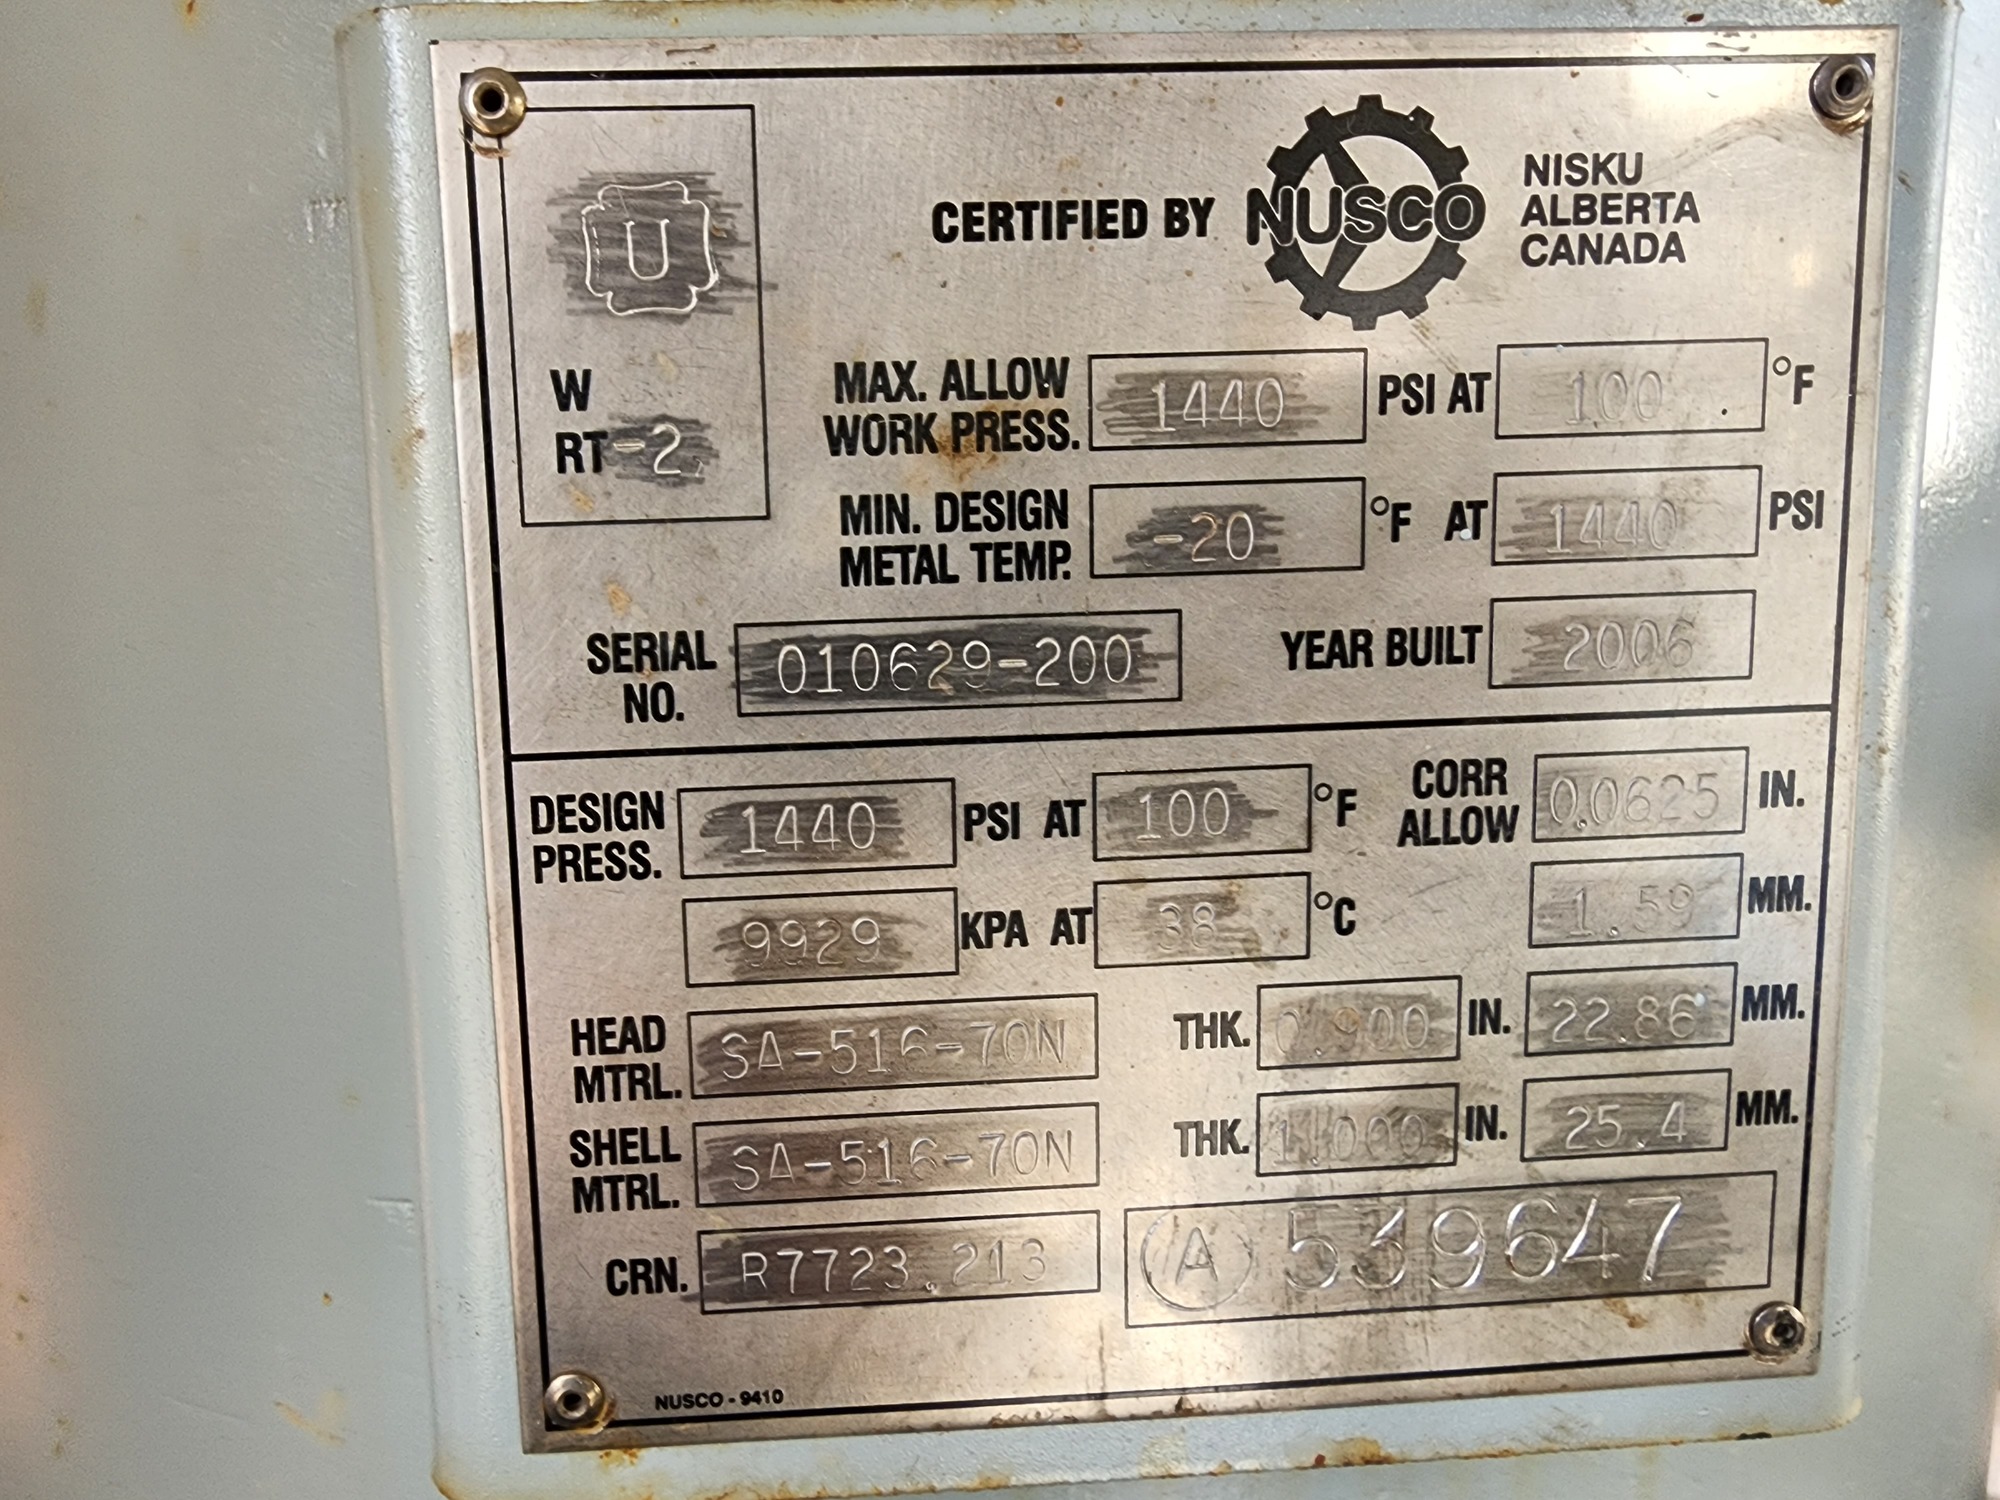 U
CERTIFIED BY NUSCO
NISKU
ALBERTA
CANADA
W
RT-2
MAX. ALLOW
WORK PRESS. 1440 PSI AT 100 °F
MIN. DESIGN
METAL TEMP. -20 °F AT 1440 PSI
SERIAL
NO. 010629-200 YEAR BUILT 2006
DESIGN
PRESS. 1440 PSI AT 100 °F CORR
ALLOW 0.0625 IN.
9929 KPA AT 38 °C 1.59 MM.
HEAD
MTRL. SA-516-70N THK. 0.900 IN. 22.86 MM.
SHELL
MTRL. SA-516-70N THK. 1.000 IN. 25.4 MM.
CRN. R7723.213 A 539647
NUSCO - 9410